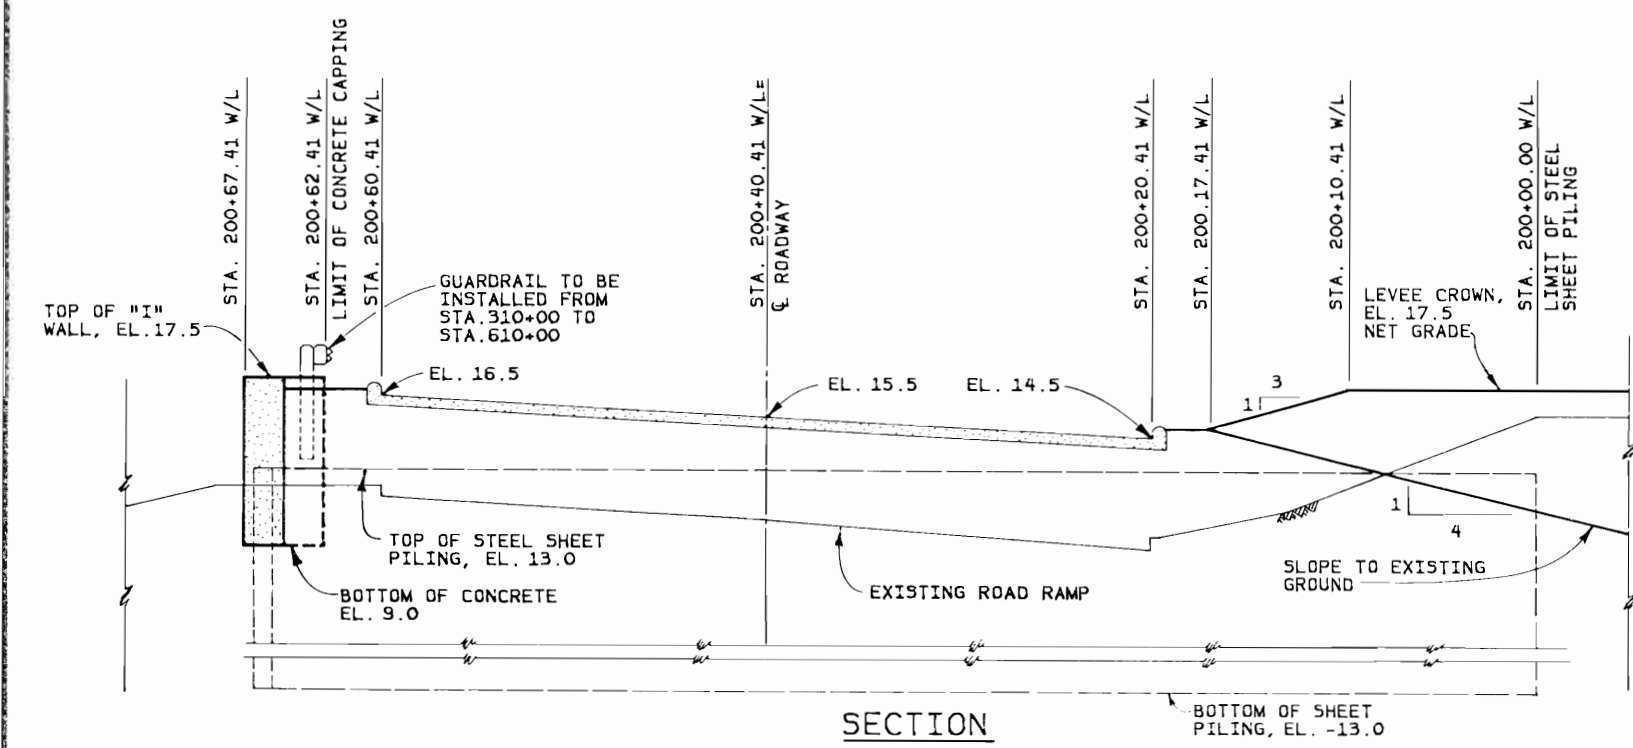 STA. 200+67.41 W/L
STA. 200+62.41 W/L
LIMIT OF CONCRETE CAPPING
STA. 200+60.41 W/L
STA. 200+40.41 W/L=
℄ ROADWAY
STA. 200+20.41 W/L
STA. 200.17.41 W/L
STA. 200+10.41 W/L
STA. 200+00.00 W/L
LIMIT OF STEEL
SHEET PILING
TOP OF "I"
WALL, EL.17.5
GUARDRAIL TO BE
INSTALLED FROM
STA.310+00 TO
STA.610+00
LEVEE CROWN,
EL. 17.5
NET GRADE
EL. 16.5
EL. 15.5
EL. 14.5
3
1
1
4
TOP OF STEEL SHEET
PILING, EL. 13.0
BOTTOM OF CONCRETE
EL. 9.0
EXISTING ROAD RAMP
SLOPE TO EXISTING
GROUND
BOTTOM OF SHEET
PILING, EL. -13.0
SECTION